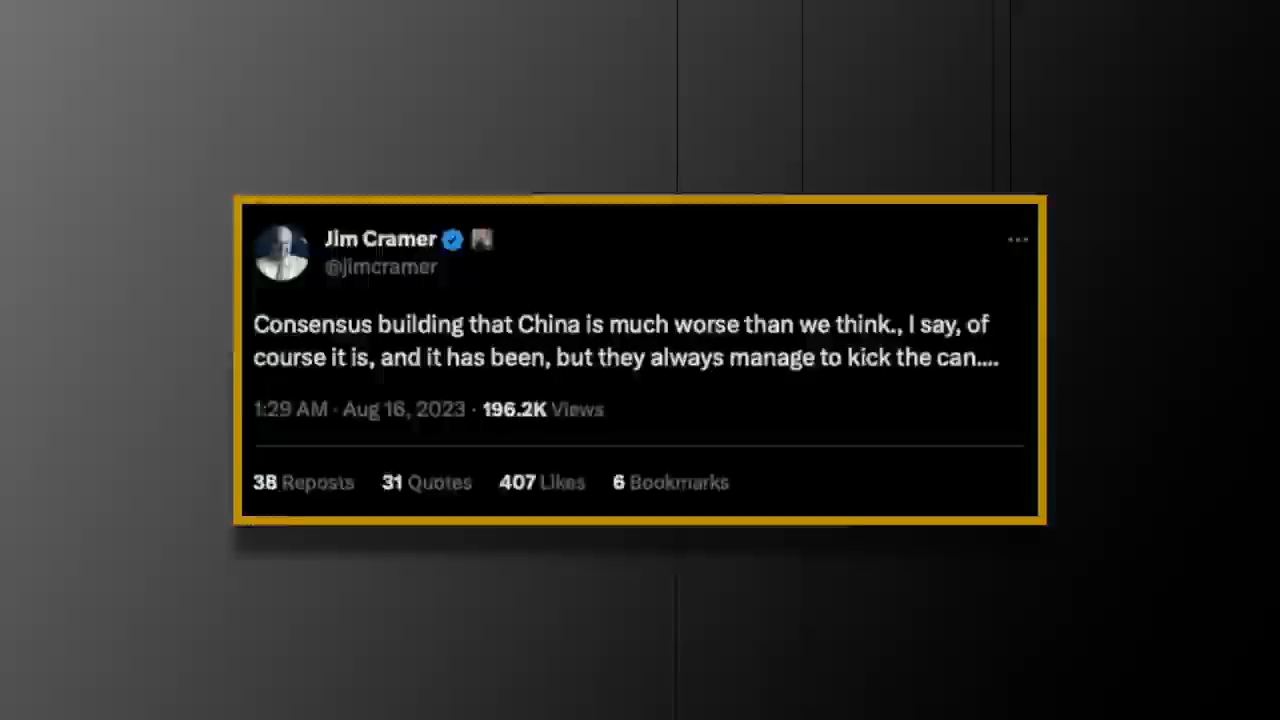 Jim Cramer
@jimcramer
Consensus building that China is much worse than we think., I say, of
course it is, and it has been, but they always manage to kick the can....
1:29 AM · Aug 16, 2023 · 196.2K Views
38 Reposts 31 Quotes 407 Likes 6 Bookmarks